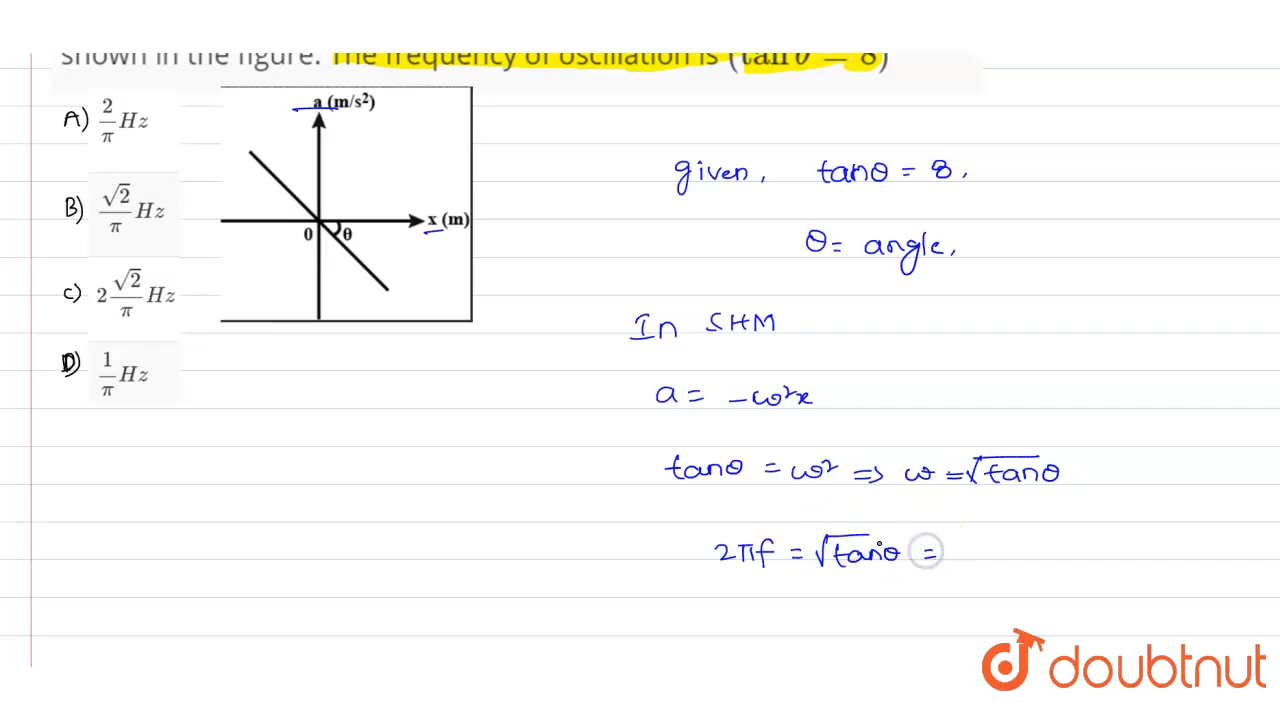 shown in the figure. The frequency of oscillation is (tan θ = 8)
A) 2/π Hz
B) √2/π Hz
C) 2 √2/π Hz
D) 1/π Hz
a (m/s²)
x (m)
0 θ
given, tanθ = 8.
θ= angle.
In SHM
a = -ω²x
tanθ = ω² => ω = √tanθ
2πf = √tanθ =
doubtnut